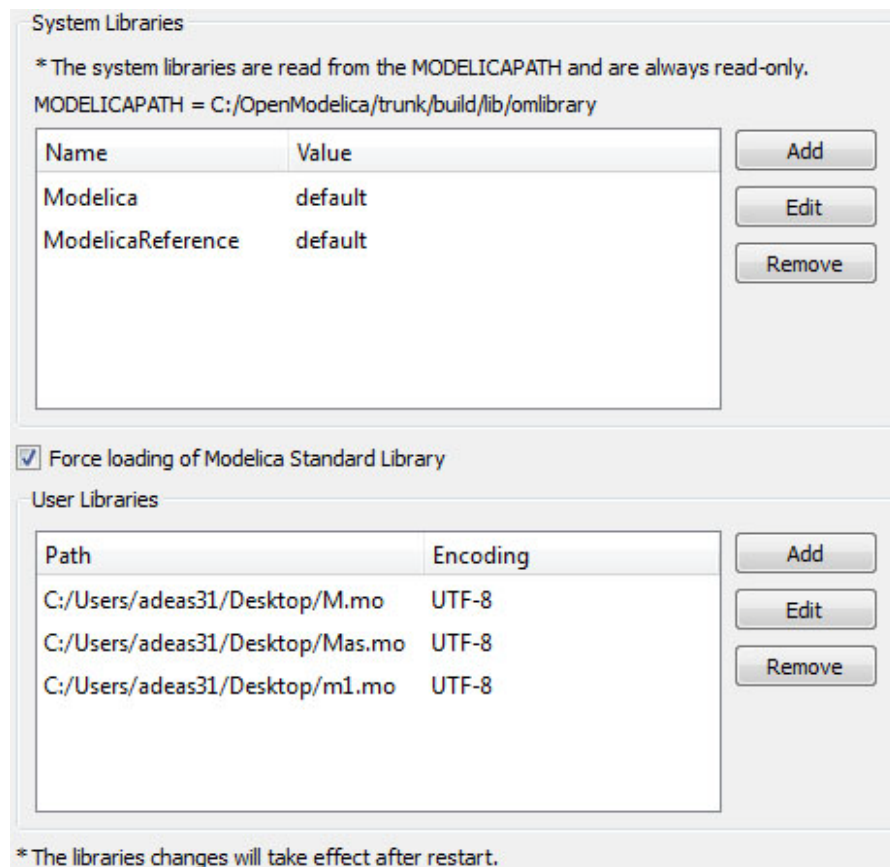 System Libraries
* The system libraries are read from the MODELICAPATH and are always read-only.
MODELICAPATH = C:/OpenModelica/trunk/build/lib/omlibrary
Name Value Add
Modelica default
Edit
ModelicaReference default
Remove
Force loading of Modelica Standard Library
User Libraries
Path Encoding Add
C:/Users/adeas31/Desktop/M.mo UTF-8
Edit
C:/Users/adeas31/Desktop/Mas.mo UTF-8
Remove
C:/Users/adeas31/Desktop/m1.mo UTF-8
* The libraries changes will take effect after restart.